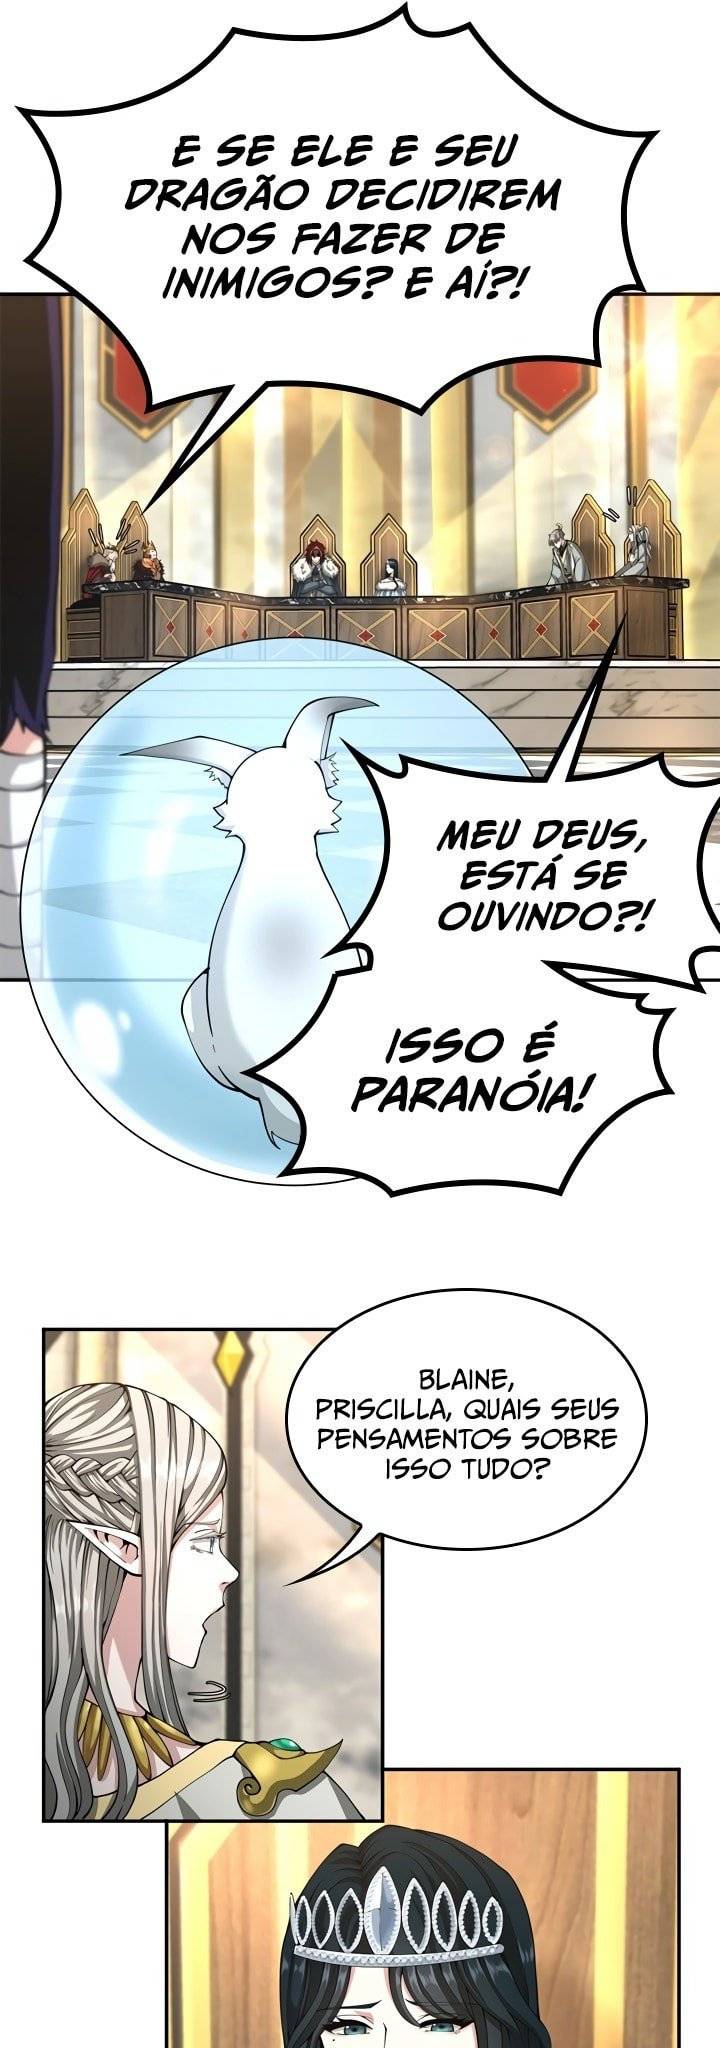 E SE ELE E SEU
DRAGÃO DECIDIREM
NOS FAZER DE
INIMIGOS? E AÍ?!
MEU DEUS,
ESTÁ SE
OUVINDO?!
ISSO É
PARANÓIA!
BLAINE,
PRISCILLA, QUAIS SEUS
PENSAMENTOS SOBRE
ISSO TUDO?